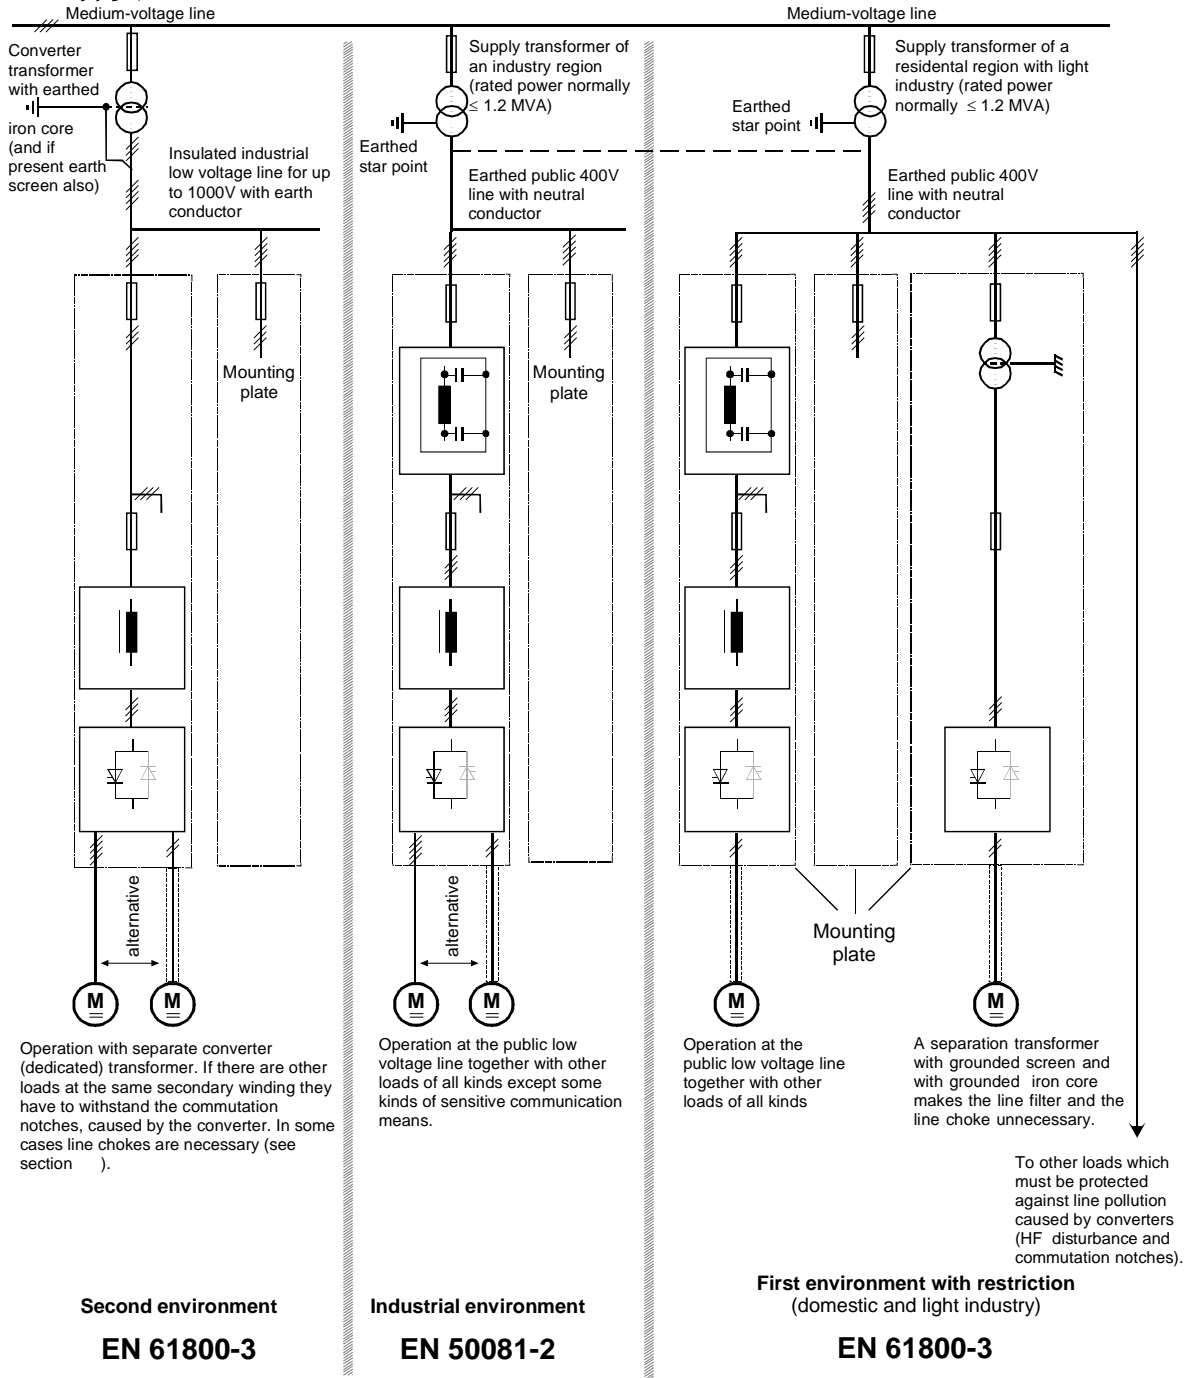 Medium-voltage line
Medium-voltage line
Converter
transformer
with earthed
iron core
(and if
present earth
screen also)
Insulated industrial
low voltage line for up
to 1000V with earth
conductor
Supply transformer of
an industry region
(rated power normally
≤ 1.2 MVA)
Earthed
star point
Earthed public 400V
line with neutral
conductor
Supply transformer of a
residental region with light
industry (rated power
normally ≤ 1.2 MVA)
Earthed
star point
Earthed public 400V
line with neutral
conductor
Mounting
plate
Mounting
plate
alternative
alternative
Mounting
plate
M
M
M
M
M
M
Operation with separate converter
(dedicated) transformer. If there are other
loads at the same secondary winding they
have to withstand the commutation
notches, caused by the converter. In some
cases line chokes are necessary (see
section ).
Operation at the public low
voltage line together with other
loads of all kinds except some
kinds of sensitive communication
means.
Operation at the
public low voltage line
together with other
loads of all kinds
A separation transformer
with grounded screen and
with grounded iron core
makes the line filter and the
line choke unnecessary.
To other loads which
must be protected
against line pollution
caused by converters
(HF disturbance and
commutation notches).
Second environment
EN 61800-3
Industrial environment
EN 50081-2
First environment with restriction
(domestic and light industry)
EN 61800-3